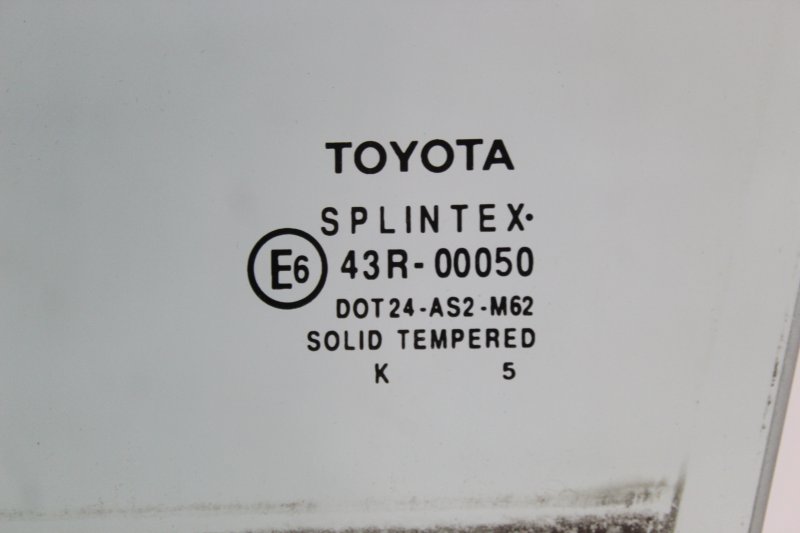 TOYOTA
SPLINTEX·
E6 43R-00050
DOT24-AS2-M62
SOLID TEMPERED
K 5